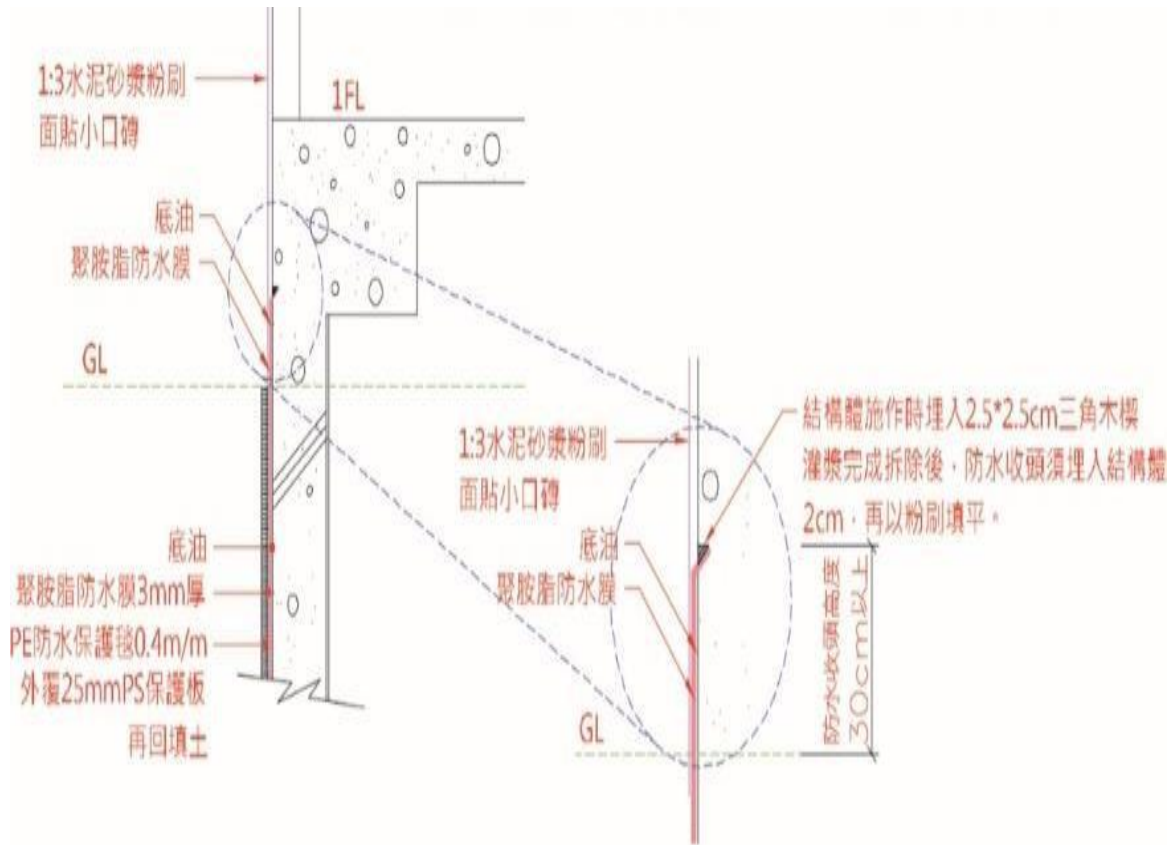 1:3水泥砂漿粉刷
面貼小口磚
1FL
底油
聚胺脂防水膜
GL
底油
聚胺脂防水膜3mm厚
PE防水保護毯0.4m/m
外覆25mmPS保護板
再回填土
1:3水泥砂漿粉刷
面貼小口磚
底油
聚胺脂防水膜
GL
結構體施作時埋入2.5*2.5cm三角木楔
灌漿完成拆除後,防水收頭須埋入結構體
2cm,再以粉刷填平。
防水收頭高度
30cm以上